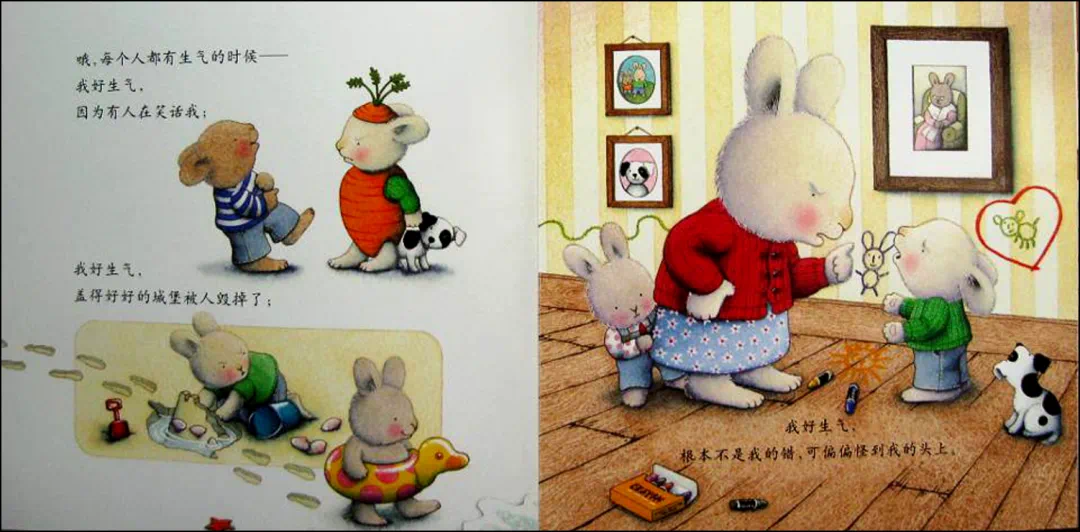 哦,每个人都有生气的时候——
我好生气,
因为有人在笑话我;
我好生气,
盖得好好的城堡被人毁掉了;
我好生气,
根本不是我的错,可偏偏怪到我的头上。
CRAYON